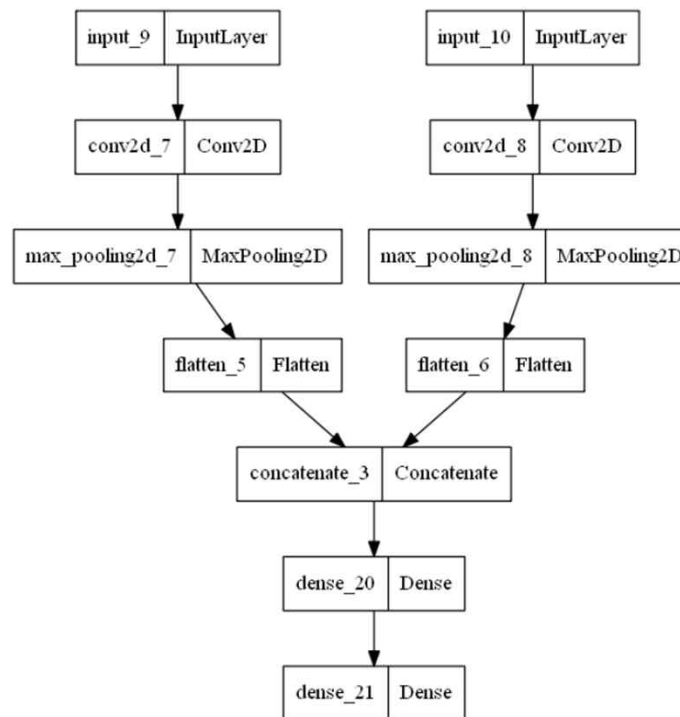 input_9 InputLayer
input_10 InputLayer
conv2d_7 Conv2D
conv2d_8 Conv2D
max_pooling2d_7 MaxPooling2D
max_pooling2d_8 MaxPooling2D
flatten_5 Flatten
flatten_6 Flatten
concatenate_3 Concatenate
dense_20 Dense
dense_21 Dense